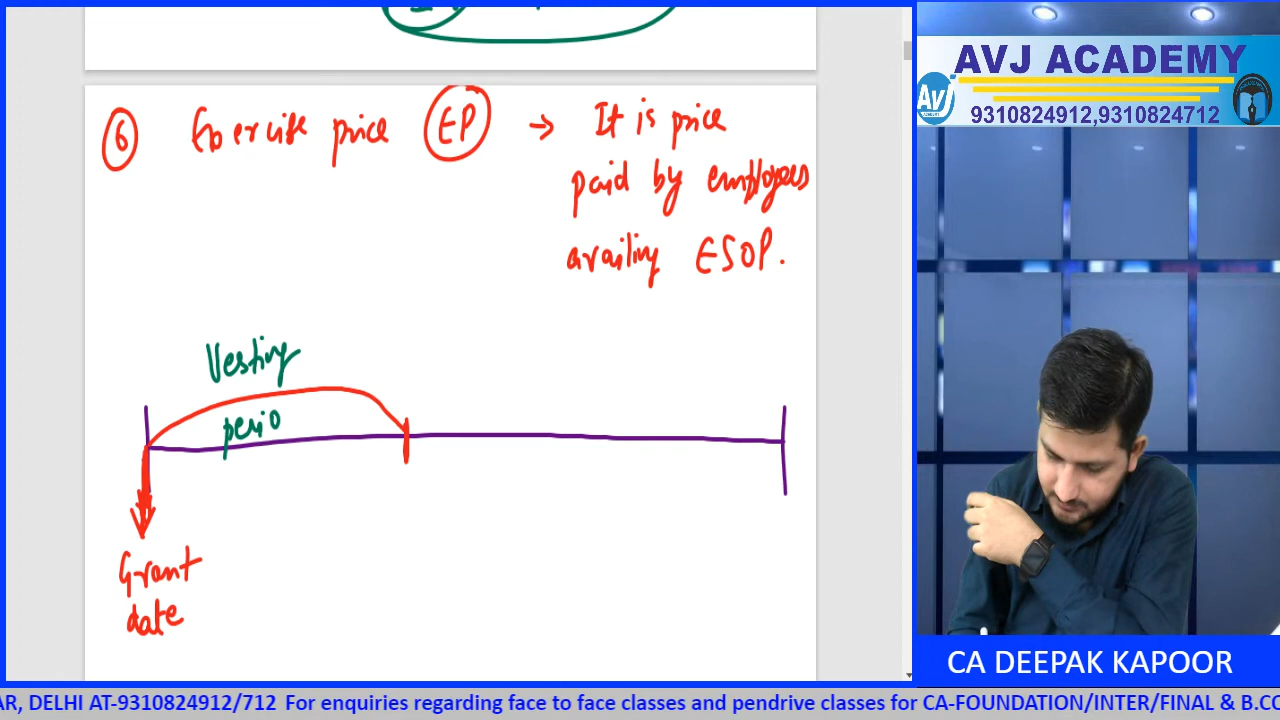 6 Exercise price EP → It is price
paid by employees
availing ESOP.
Vesting
perio
Grant
date
AVJ ACADEMY
AVJ
ACADEMY
9310824912,9310824712
CA DEEPAK KAPOOR
AR, DELHI AT-9310824912/712 For enquiries regarding face to face classes and pendrive classes for CA-FOUNDATION/INTER/FINAL & B.CO